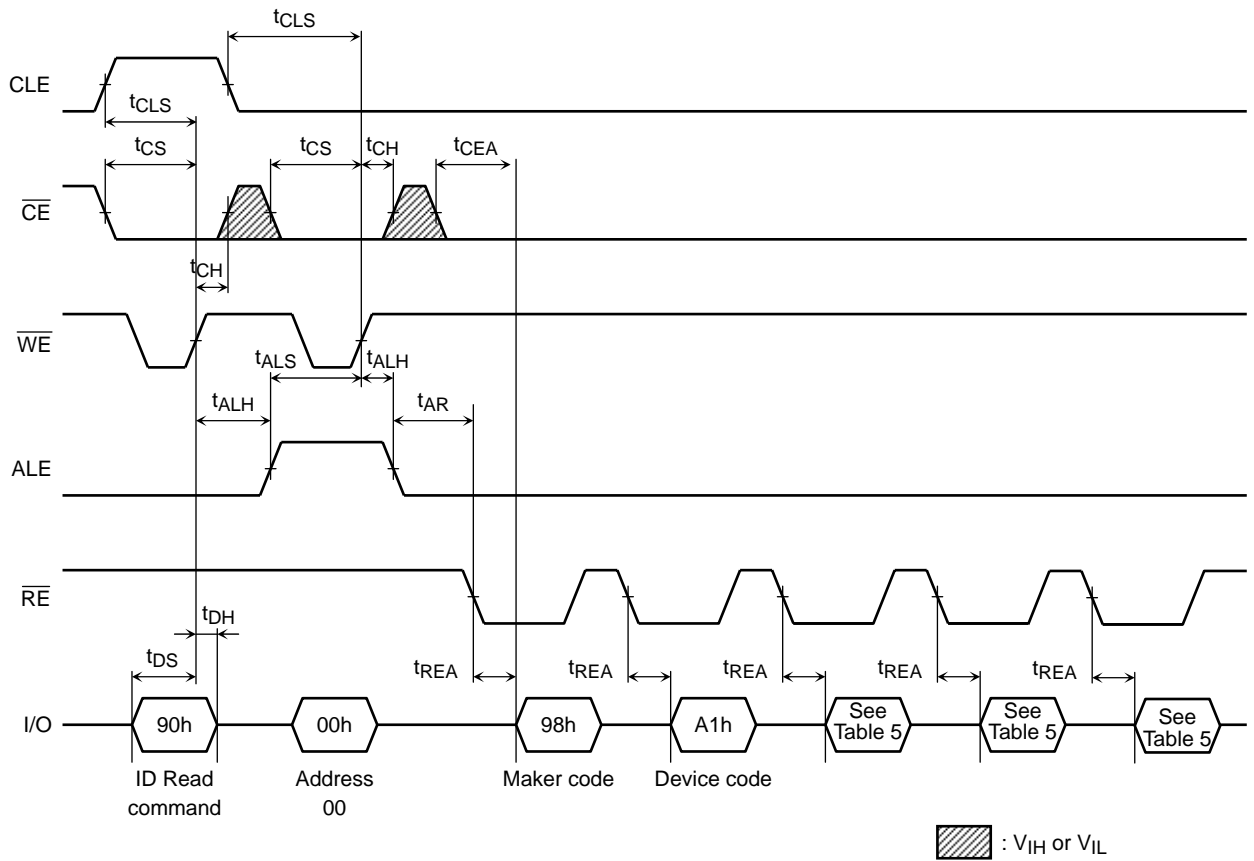 tCLS
CLE
tCLS
tCS
tCS
tCH
tCEA
CE
tCH
WE
tALS
tALH
tALH
tAR
ALE
RE
tDH
tDS
tREA
tREA
tREA
tREA
tREA
I/O
90h
00h
98h
A1h
See
Table 5
See
Table 5
See
Table 5
ID Read
command
Address
00
Maker code
Device code
: VIH or VIL